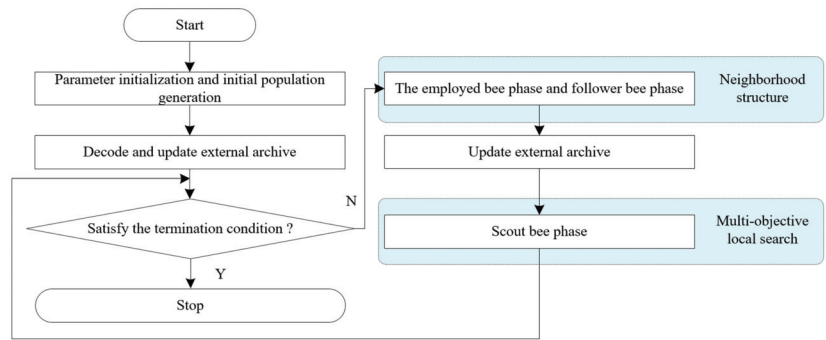 Start
Parameter initialization and initial population
generation
Decode and update external archive
Satisfy the termination condition ?
N
Y
Stop
The employed bee phase and follower bee phase
Neighborhood
structure
Update external archive
Scout bee phase
Multi-objective
local search